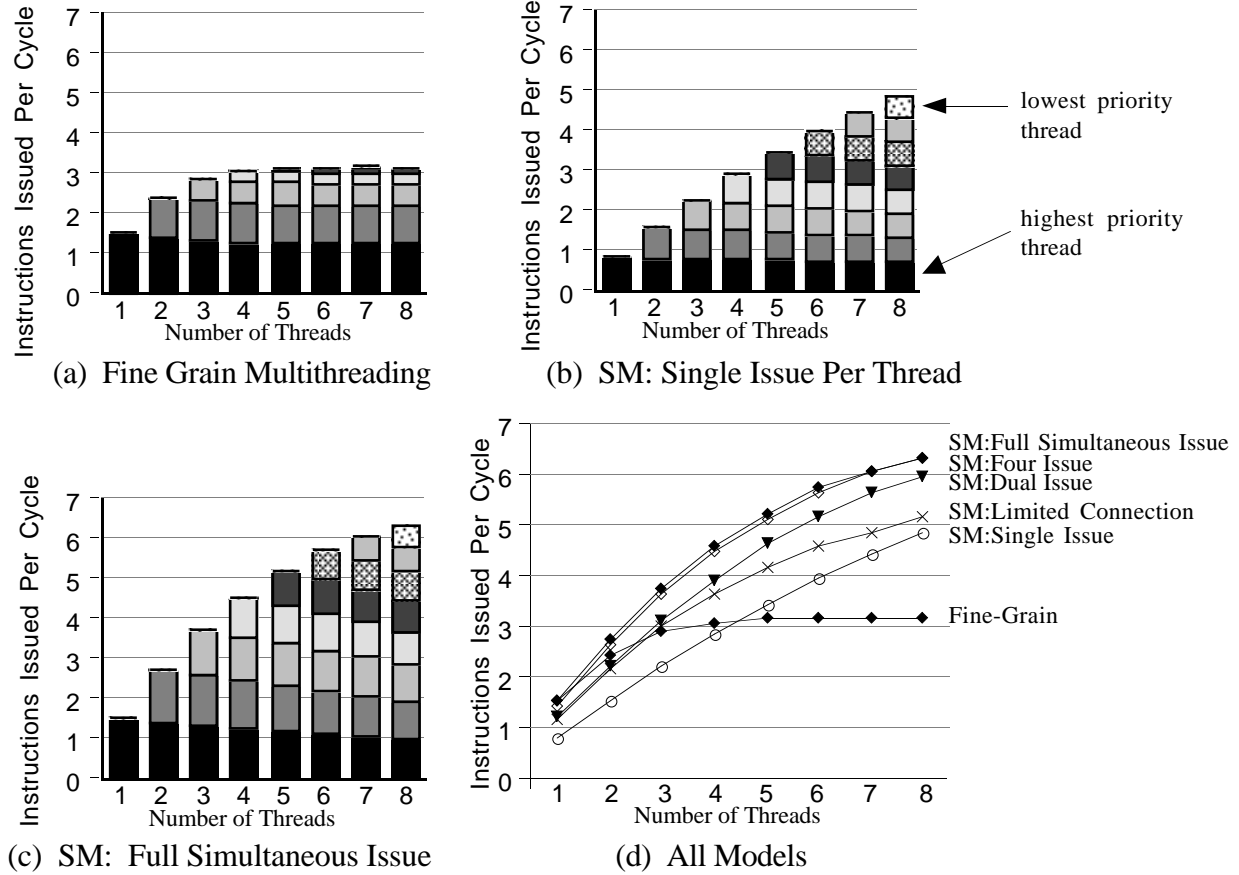 7
6
5
4
3
2
1
0
Instructions Issued Per Cycle
1 2 3 4 5 6 7 8
Number of Threads
(a) Fine Grain Multithreading
7
6
5
4
3
2
1
0
Instructions Issued Per Cycle
1 2 3 4 5 6 7 8
Number of Threads
lowest priority
thread
highest priority
thread
(b) SM: Single Issue Per Thread
7
6
5
4
3
2
1
0
Instructions Issued Per Cycle
1 2 3 4 5 6 7 8
Number of Threads
(c) SM: Full Simultaneous Issue
7
6
5
4
3
2
1
0
Instructions Issued Per Cycle
1 2 3 4 5 6 7 8
Number of Threads
SM:Full Simultaneous Issue
SM:Four Issue
SM:Dual Issue
SM:Limited Connection
SM:Single Issue
Fine-Grain
(d) All Models